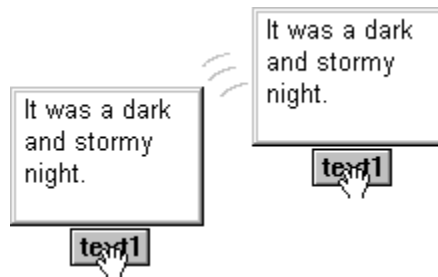 It was a dark
and stormy
night.
text1
It was a dark
and stormy
night.
text1